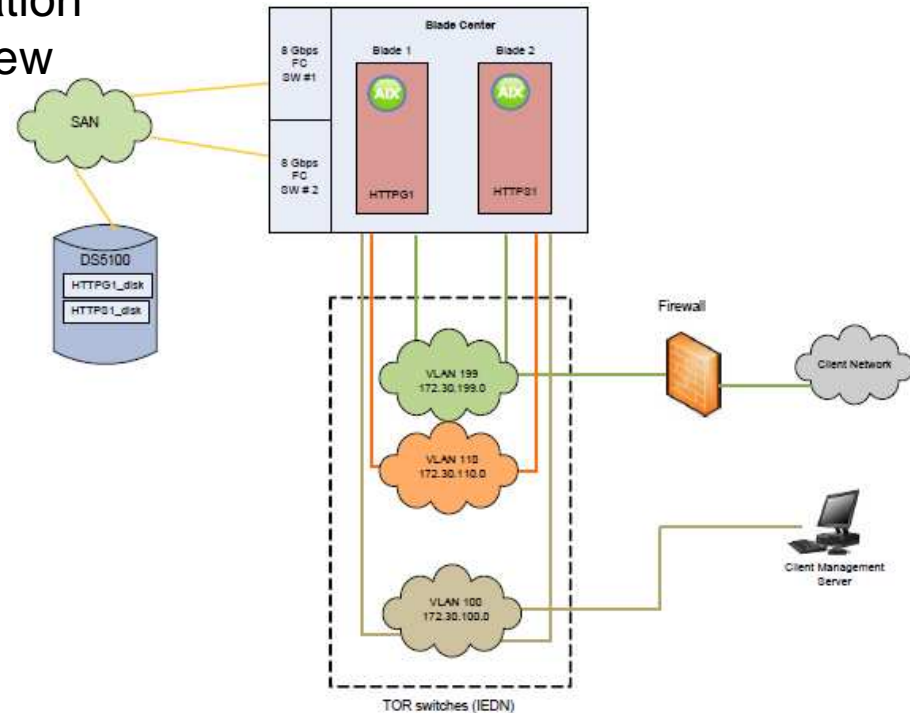 ation
ew
Blade Center
8 Gbps
FC
SW #1
Blade 1
Blade 2
AIX
AIX
SAN
8 Gbps
FC
SW # 2
HTTPG1
HTTPS1
DS5100
HTTPG1_disk
HTTPS1_disk
Firewall
VLAN 199
172.30.199.0
Client Network
VLAN 110
172.30.110.0
VLAN 100
172.30.100.0
Client Management
Server
TOR switches (IEDN)